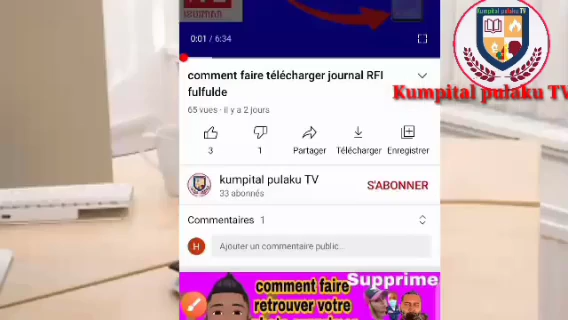 0:01 / 6:34
comment faire télécharger journal RFI
fulfulde
65 vues · il y a 2 jours
3
1
Partager
Télécharger
Enregistrer
kumpital pulaku TV
33 abonnés
S'ABONNER
Commentaires 1
H
Ajouter un commentaire public...
Supprime
comment faire
retrouver votre
Kumpital pulaku TV